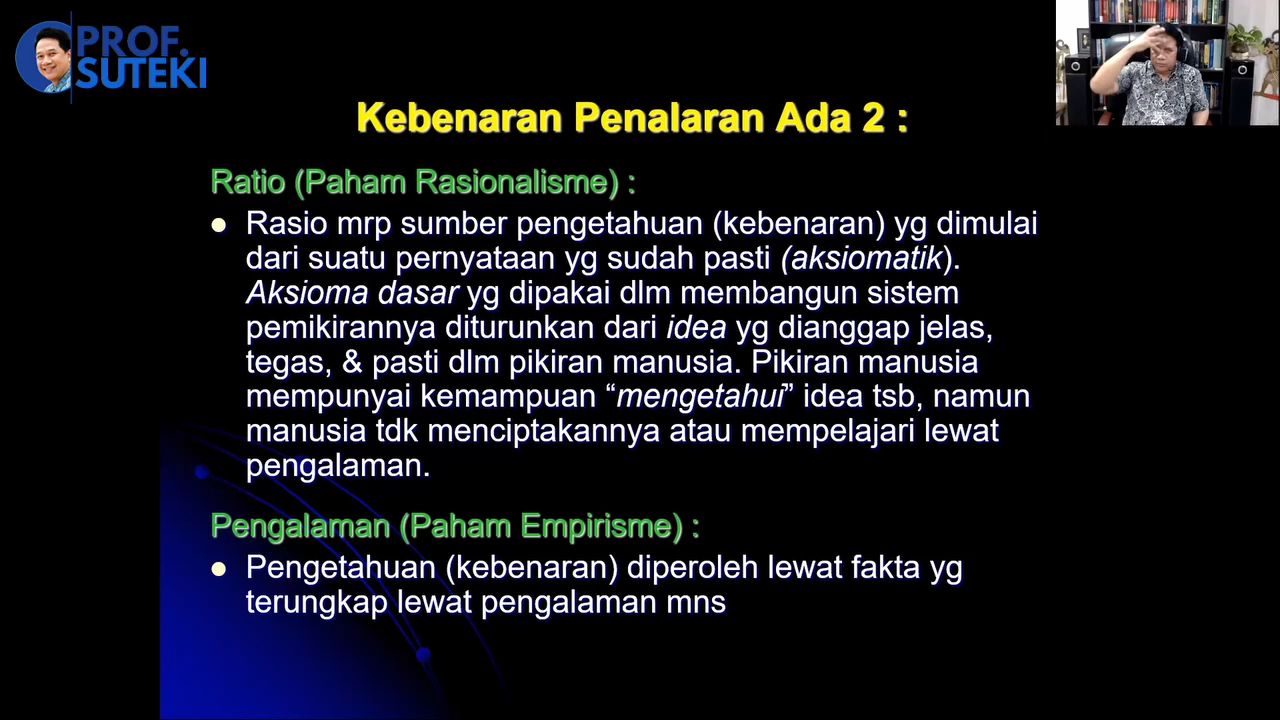 PROF.
SUTEKI
Kebenaran Penalaran Ada 2 :
Ratio (Paham Rasionalisme) :
Rasio mrp sumber pengetahuan (kebenaran) yg dimulai
dari suatu pernyataan yg sudah pasti (aksiomatik).
Aksioma dasar yg dipakai dlm membangun sistem
pemikirannya diturunkan dari idea yg dianggap jelas,
tegas, & pasti dlm pikiran manusia. Pikiran manusia
mempunyai kemampuan “mengetahui” idea tsb, namun
manusia tdk menciptakannya atau mempelajari lewat
pengalaman.
Pengalaman (Paham Empirisme) :
Pengetahuan (kebenaran) diperoleh lewat fakta yg
terungkap lewat pengalaman mns